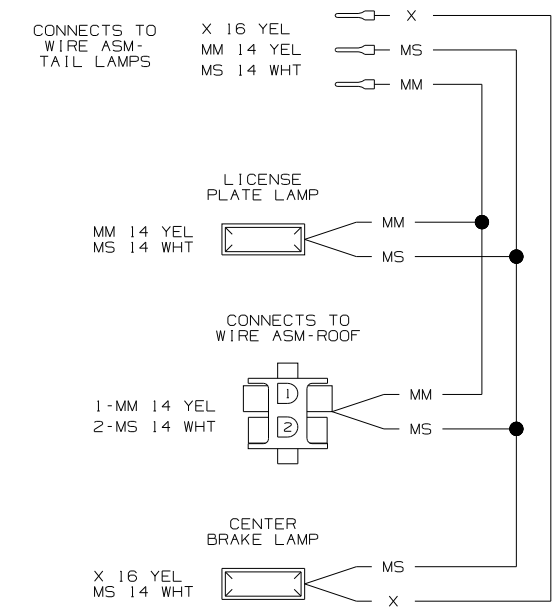 CONNECTS TO
WIRE ASM-
TAIL LAMPS
X 16 YEL
MM 14 YEL
MS 14 WHT
X
MS
MM
LICENSE
PLATE LAMP
MM 14 YEL
MS 14 WHT
MM
MS
CONNECTS TO
WIRE ASM-ROOF
1-MM 14 YEL
2-MS 14 WHT
1
2
MM
MS
CENTER
BRAKE LAMP
X 16 YEL
MS 14 WHT
MS
X